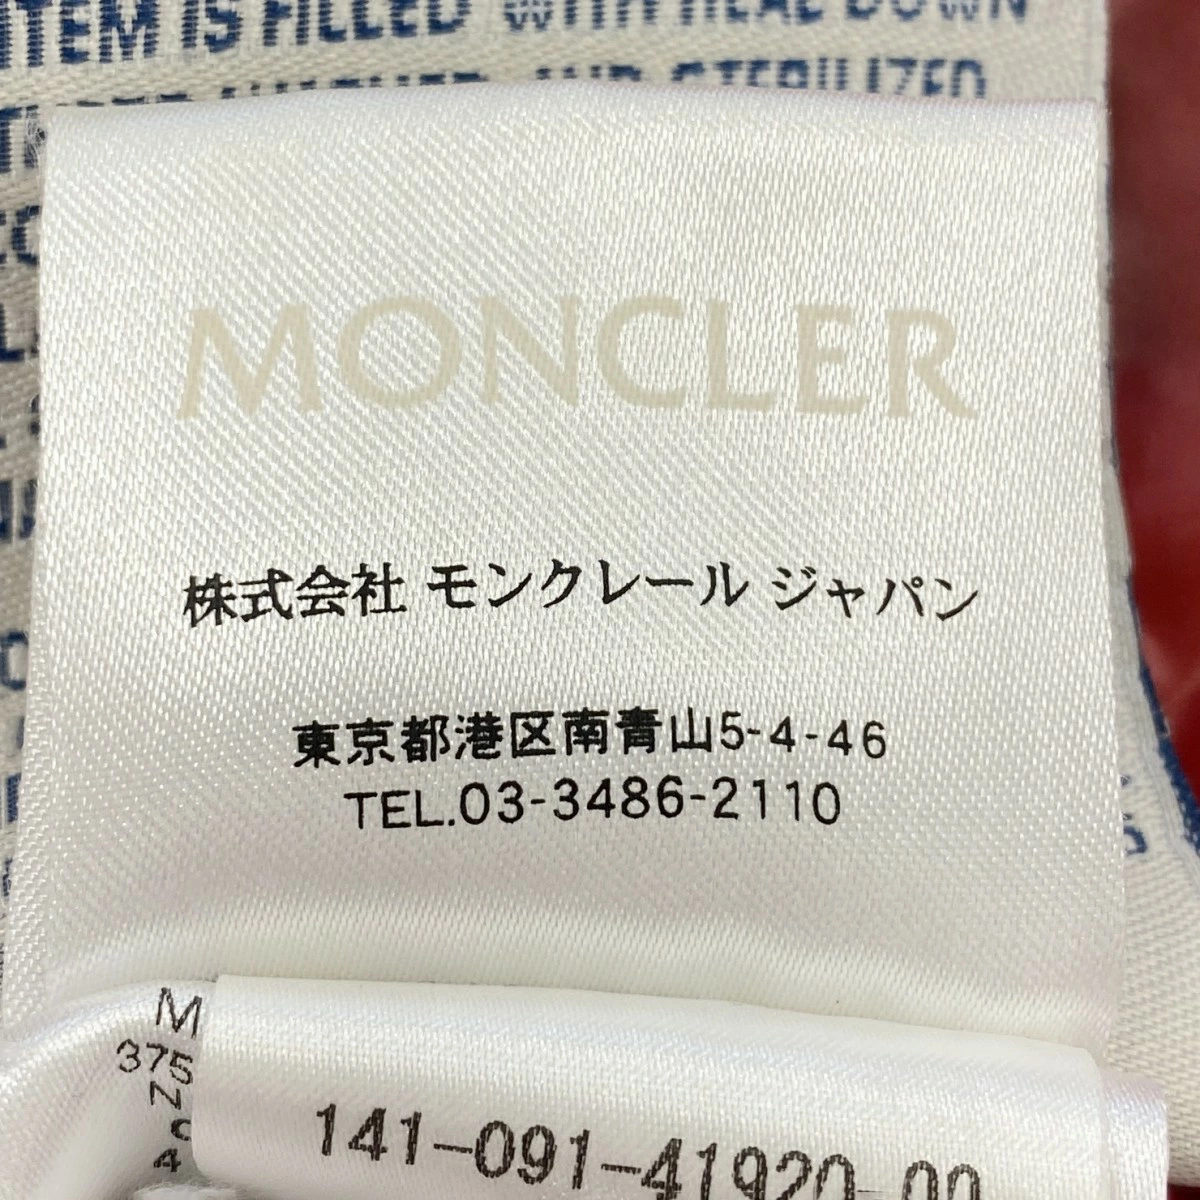 ITEM IS FILLED WITH REAL DOWN
AND STERILIZED
MONCLER
株式会社 モンクレール ジャパン
東京都港区南青山5-4-46
TEL.03-3486-2110
M
375
N
141-091-41920-00